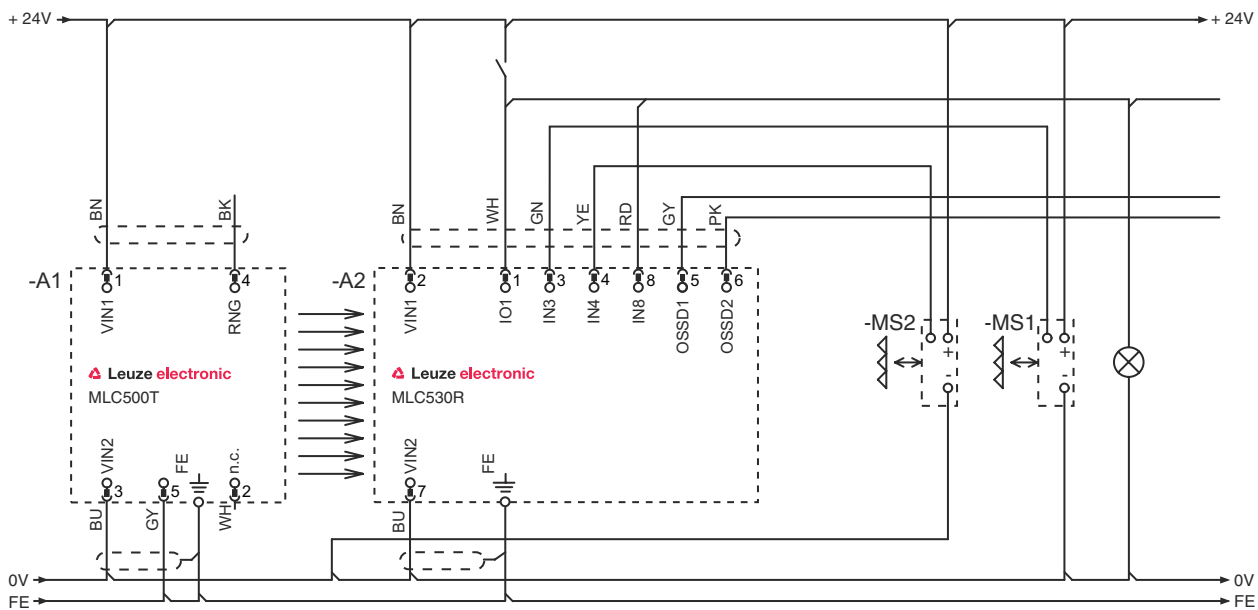 + 24V
+ 24V
BN
BK
BN
WH
GN
YE
RD
GY
PK
-A1
1
4
-A2
2
1
3
4
8
5
6
VIN1
RNG
VIN1
IO1
IN3
IN4
IN8
OSSD1
OSSD2
-MS2
-MS1
+
-
+
-
Leuze electronic
MLC500T
Leuze electronic
MLC530R
VIN2
FE
n.c.
VIN2
FE
3
5
2
7
BU
GY
WH
BU
0V
0V
FE
FE